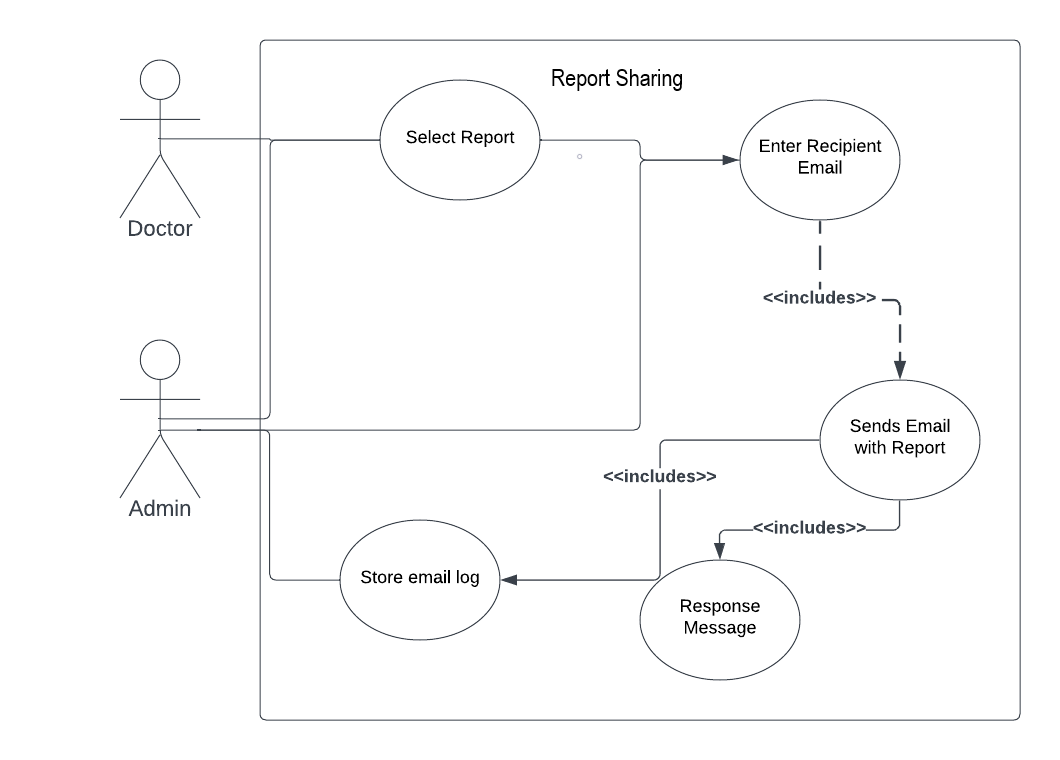 Report Sharing
Select Report
Enter Recipient
Email
Doctor
<<includes>>
Admin
Sends Email
with Report
<<includes>>
<<includes>>
Store email log
Response
Message